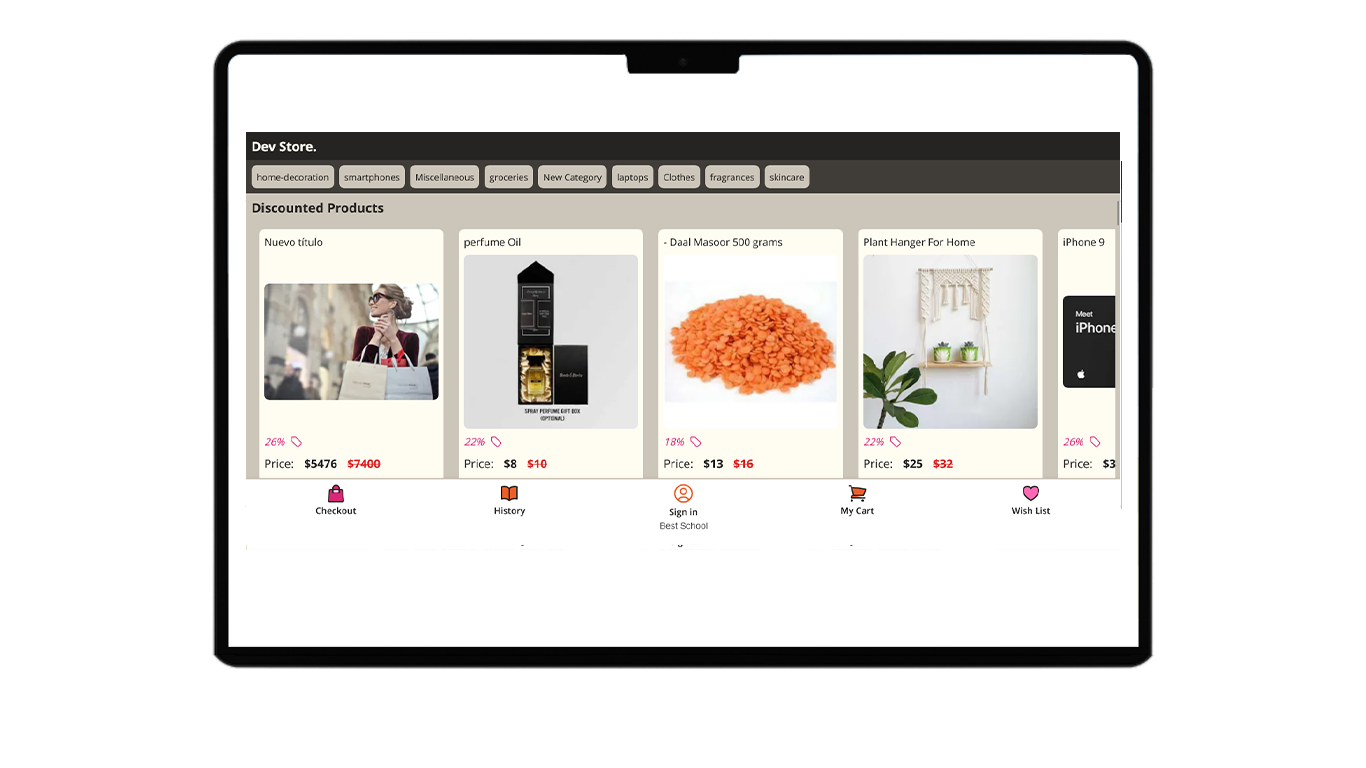 Dev Store.
home-decoration smartphones Miscellaneous groceries New Category laptops Clothes fragrances skincare
Discounted Products
Nuevo título
26%
Price: $5476 $7400
perfume Oil
SPRAY PERFUME GIFT BOX
(OPTIONAL)
22%
Price: $8 $10
- Daal Masoor 500 grams
18%
Price: $13 $16
Plant Hanger For Home
22%
Price: $25 $32
iPhone 9
Meet
iPhone
26%
Price: $3
Checkout
History
Sign in
Best School
My Cart
Wish List